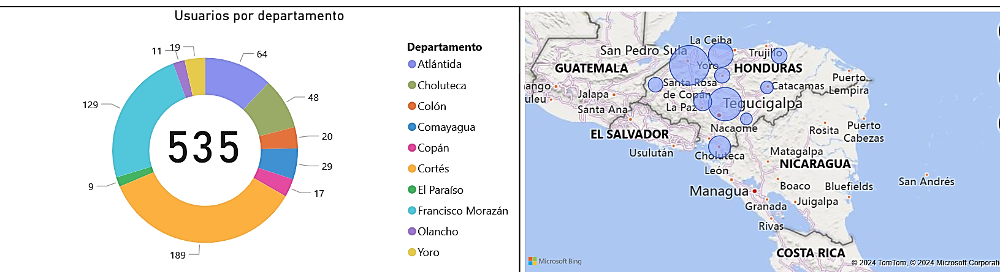 Usuarios por departamento
11
19
64
48
20
29
17
189
9
129
535
Departamento
Atlántida
Choluteca
Colón
Comayagua
Copán
Cortés
El Paraíso
Francisco Morazán
Olancho
Yoro
La Ceiba
San Pedro Sula
Trujillo
GUATEMALA
Yoro
HONDURAS
Puerto
Lempira
ango
uleu
Santa Rosa
de Copán
Catacamas
Jalapa
La Paz
Tegucigalpa
Santa Ana
Nacaome
EL SALVADOR
Rosita
Puerto
Cabezas
Usulután
Choluteca
Matagalpa
NICARAGUA
León
Boaco
Bluefields
San Andrés
Managua
Juigalpa
Granada
Rivas
COSTA RICA
Microsoft Bing
© 2024 TomTom, © 2024 Microsoft Corporati